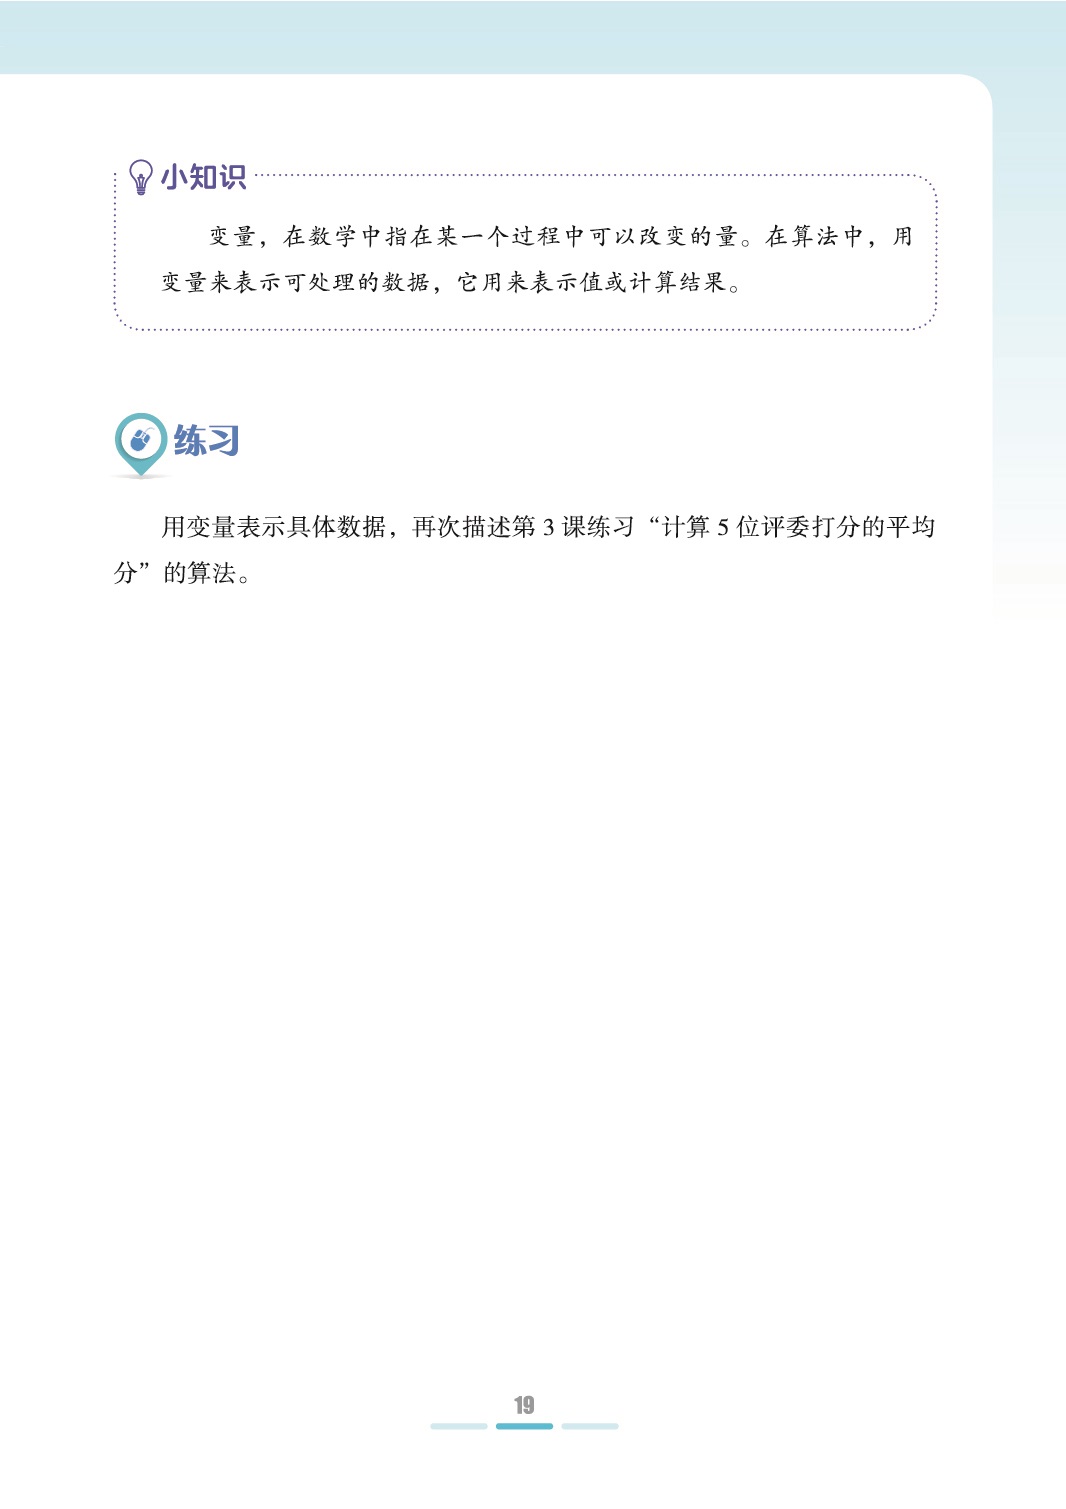 小知识
变量，在数学中指在某一个过程中可以改变的量。在算法中，用
变量来表示可处理的数据，它用来表示值或计算结果。
练习
用变量表示具体数据，再次描述第 3 课练习“计算 5 位评委打分的平均
分”的算法。
19